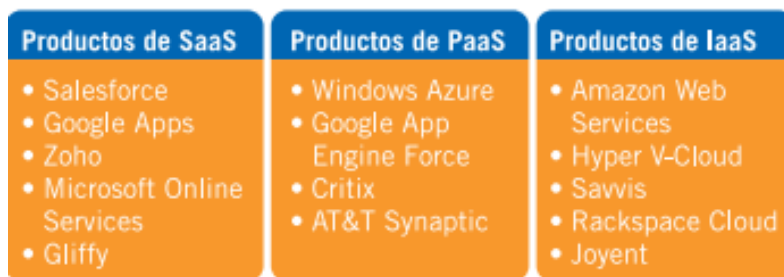 Productos de SaaS
• Salesforce
• Google Apps
• Zoho
• Microsoft Online
Services
• Gliffy
Productos de PaaS
• Windows Azure
• Google App
Engine Force
• Critix
• AT&T Synaptic
Productos de IaaS
• Amazon Web
Services
• Hyper V-Cloud
• Savvis
• Rackspace Cloud
• Joyent